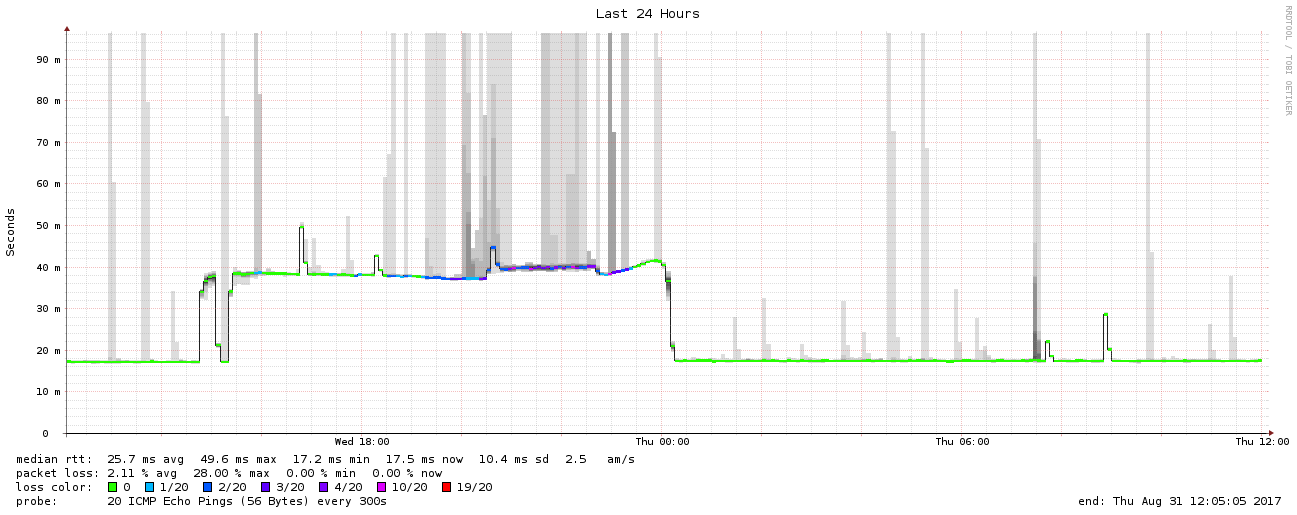 Last 24 Hours
RRDTOOL / TOBI OETIKER
Seconds
90 m
80 m
70 m
60 m
50 m
40 m
30 m
20 m
10 m
0
Wed 18:00 Thu 00:00 Thu 06:00 Thu 12:00
median rtt: 25.7 ms avg 49.6 ms max 17.2 ms min 17.5 ms now 10.4 ms sd 2.5 am/s
packet loss: 2.11 % avg 28.00 % max 0.00 % min 0.00 % now
loss color: 0 1/20 2/20 3/20 4/20 10/20 19/20
probe: 20 ICMP Echo Pings (56 Bytes) every 300s end: Thu Aug 31 12:05:05 2017